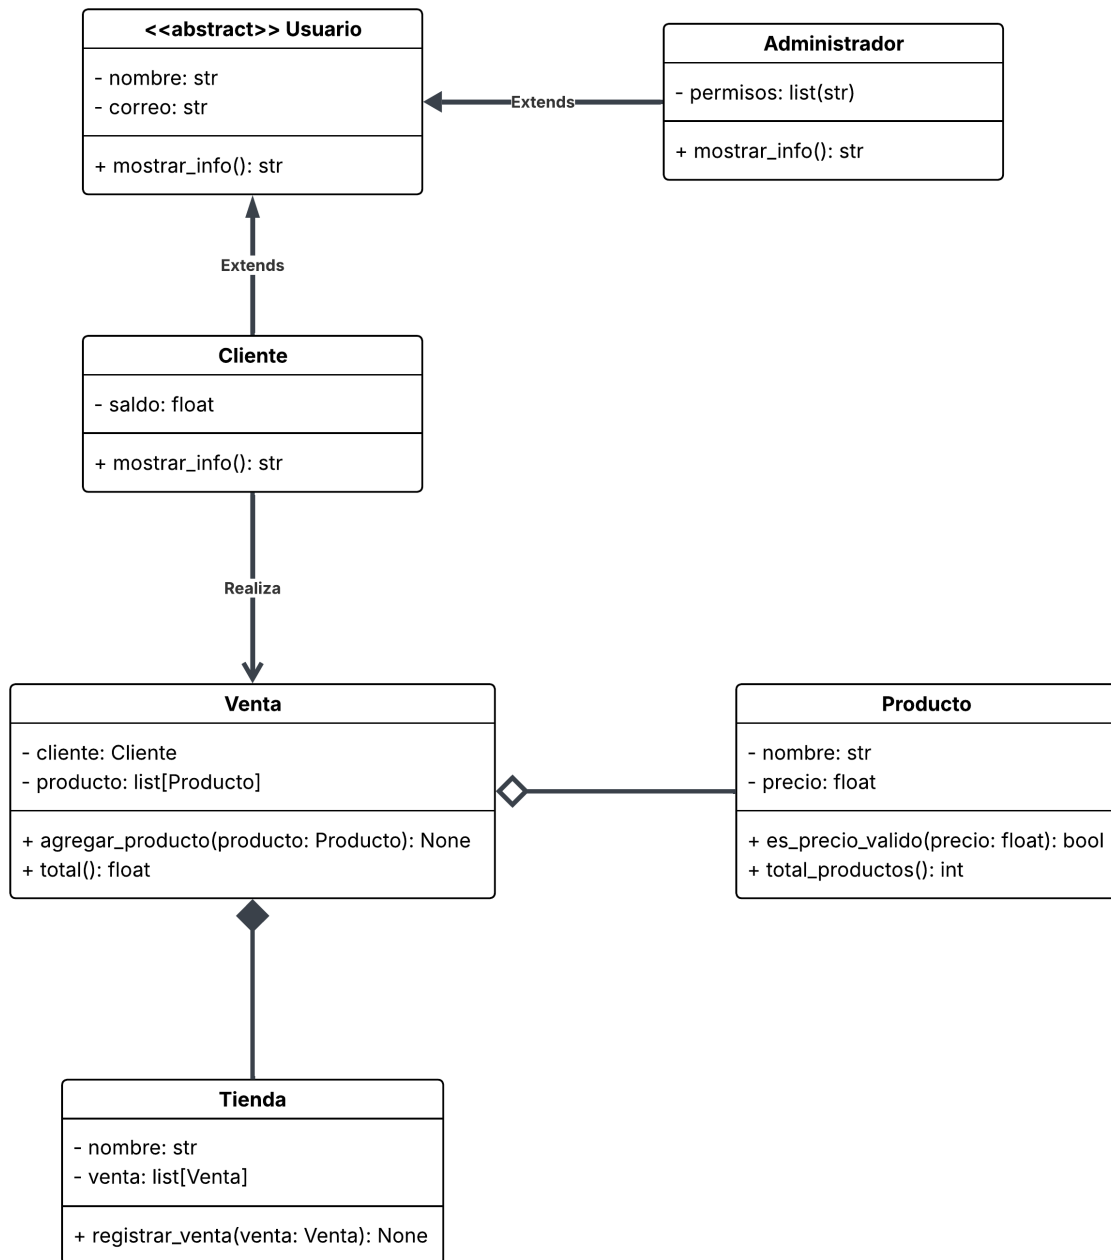 <<abstract>> Usuario
- nombre: str
- correo: str
+ mostrar_info(): str
Extends
Administrador
- permisos: list(str)
+ mostrar_info(): str
Extends
Cliente
- saldo: float
+ mostrar_info(): str
Realiza
Venta
- cliente: Cliente
- producto: list[Producto]
+ agregar_producto(producto: Producto): None
+ total(): float
Producto
- nombre: str
- precio: float
+ es_precio_valido(precio: float): bool
+ total_productos(): int
Tienda
- nombre: str
- venta: list[Venta]
+ registrar_venta(venta: Venta): None